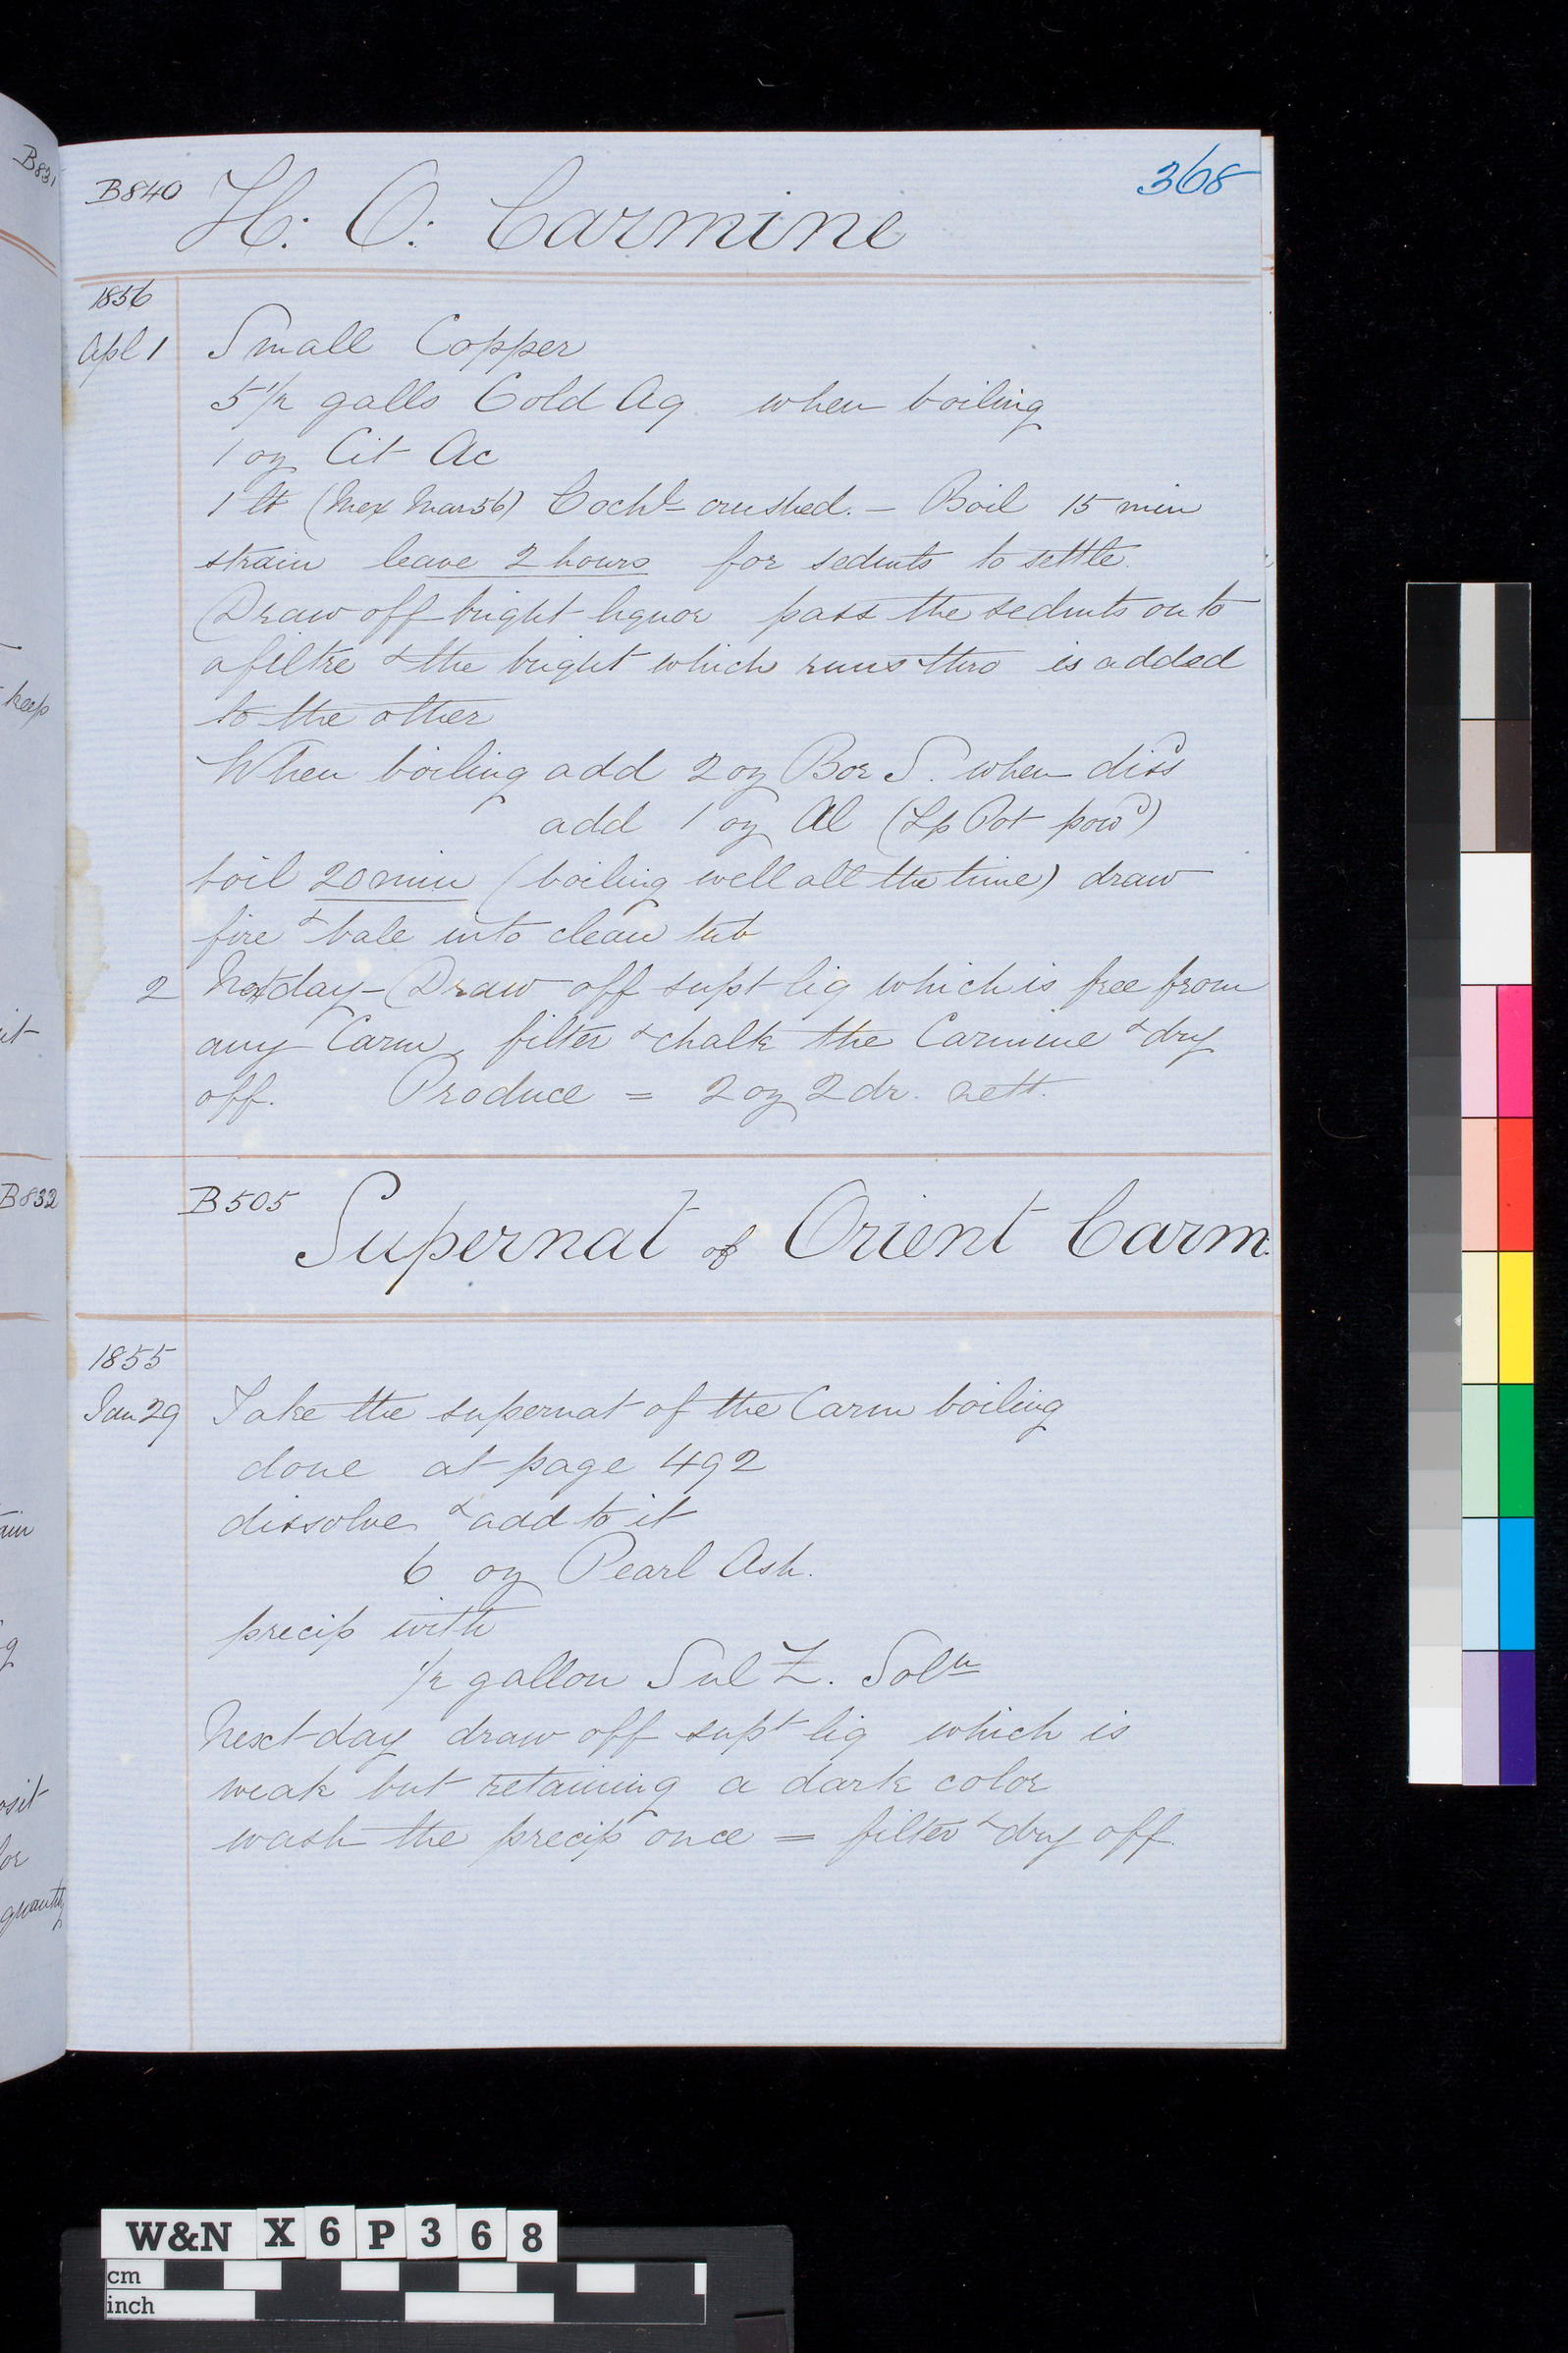 368
B840 H. O. Carmine
1856
Apl 1 Small Copper
5 1/2 galls Cold Aq when boiling
1 oz Cit Ac
1 lb (Mex Mar 56) Cochl crushed. – Boil 15 min
strain leave 2 hours for sedmts to settle.
Draw off bright liquor pass the sedmts on to
a filtre & the bright which runs thro is added
to the other
When boiling add 2 oz Bor S. when dissd
add 1 oz Al (Lp Pot powd)
boil 20 min (boiling well all the time) draw
fire & bale into clean tub
2 Next day – Draw off supt liq which is free from
any Carm, filter & chalk the Carmine & dry
off. Produce = 2 oz 2 dr. nett.
B505 Supernat of Orient Carm.
1855
Jan 29 Take the supernat of the Carm boiling
done at page 492
dissolve & add to it
6 oz Pearl Ash.
precip with
1/2 gallon Sul Z. Soln
Next day draw off supt liq which is
weak but retaining a dark color
wash the precip once = filter & dry off.
B831
keep
it
B832
osit
or
quantity
W&N X6P368
cm
inch